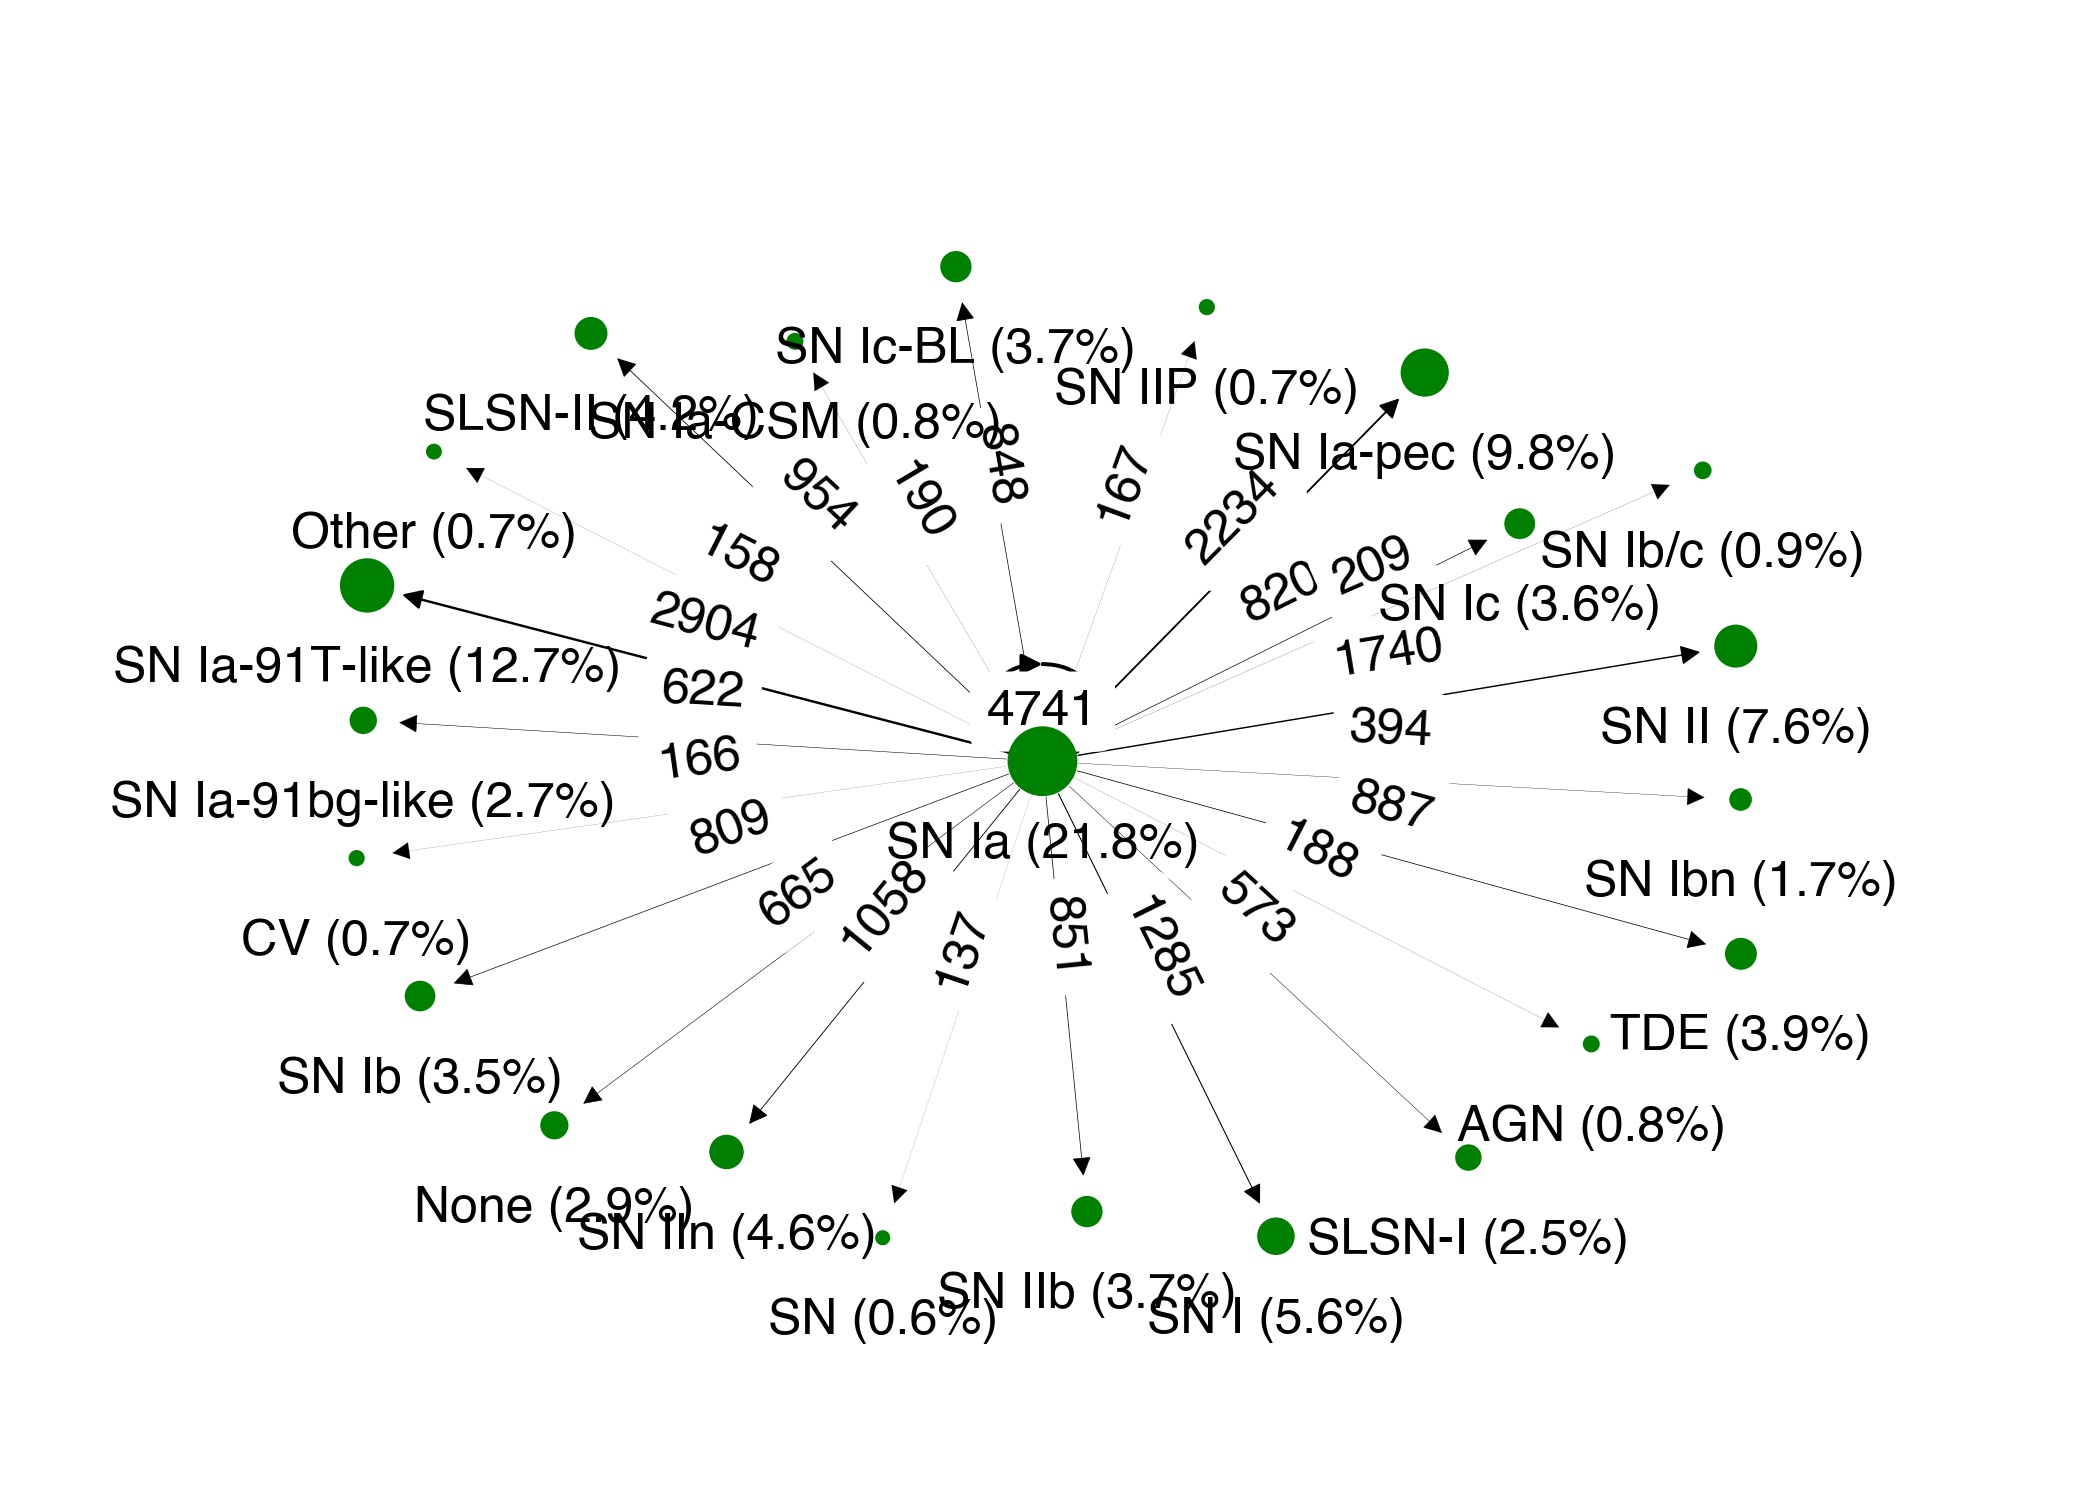 SN Ic-BL (3.7%)
SN IIP (0.7%)
SLSN-II (4.2%)
SN Ia-CSM (0.8%)
848
SN Ia-pec (9.8%)
954
190
167
2234
Other (0.7%)
158
820
209
SN Ib/c (0.9%)
SN Ic (3.6%)
2904
1740
SN Ia-91T-like (12.7%)
622
4741
394
SN II (7.6%)
166
SN Ia-91bg-like (2.7%)
809
SN Ia (21.8%)
188
887
SN Ibn (1.7%)
665
1058
573
CV (0.7%)
137
851
1285
TDE (3.9%)
SN Ib (3.5%)
AGN (0.8%)
None (2.9%)
SN IIn (4.6%)
SLSN-I (2.5%)
SN IIb (3.7%)
SN (0.6%)
SN I (5.6%)